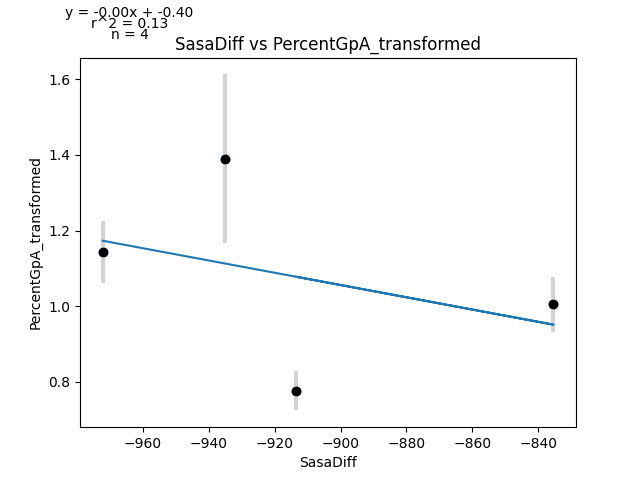 y = -0.00x + -0.40
r^2 = 0.13
n = 4
SasaDiff vs PercentGpA_transformed
1.6
1.4
1.2
1.0
0.8
PercentGpA_transformed
−960
−940
−920
−900
−880
−860
−840
SasaDiff